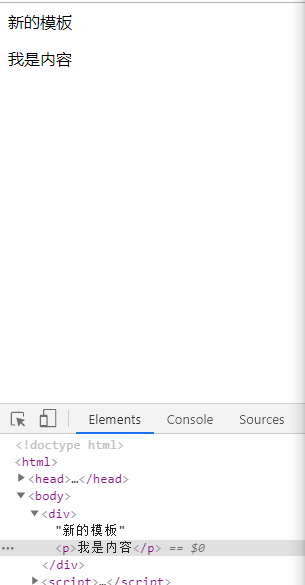 新的模板
我是内容
Elements Console Sources
<!doctype html>
<html>
<head>…</head>
<body>
<div>
"新的模板"
<p>我是内容</p> == $0
</div>
<script>…</script>